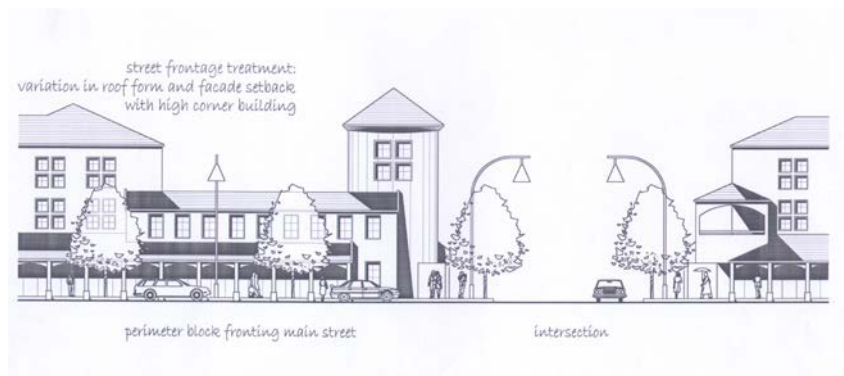 street frontage treatment:
variation in roof form and facade setback
with high corner building
perimeter block fronting main street
intersection